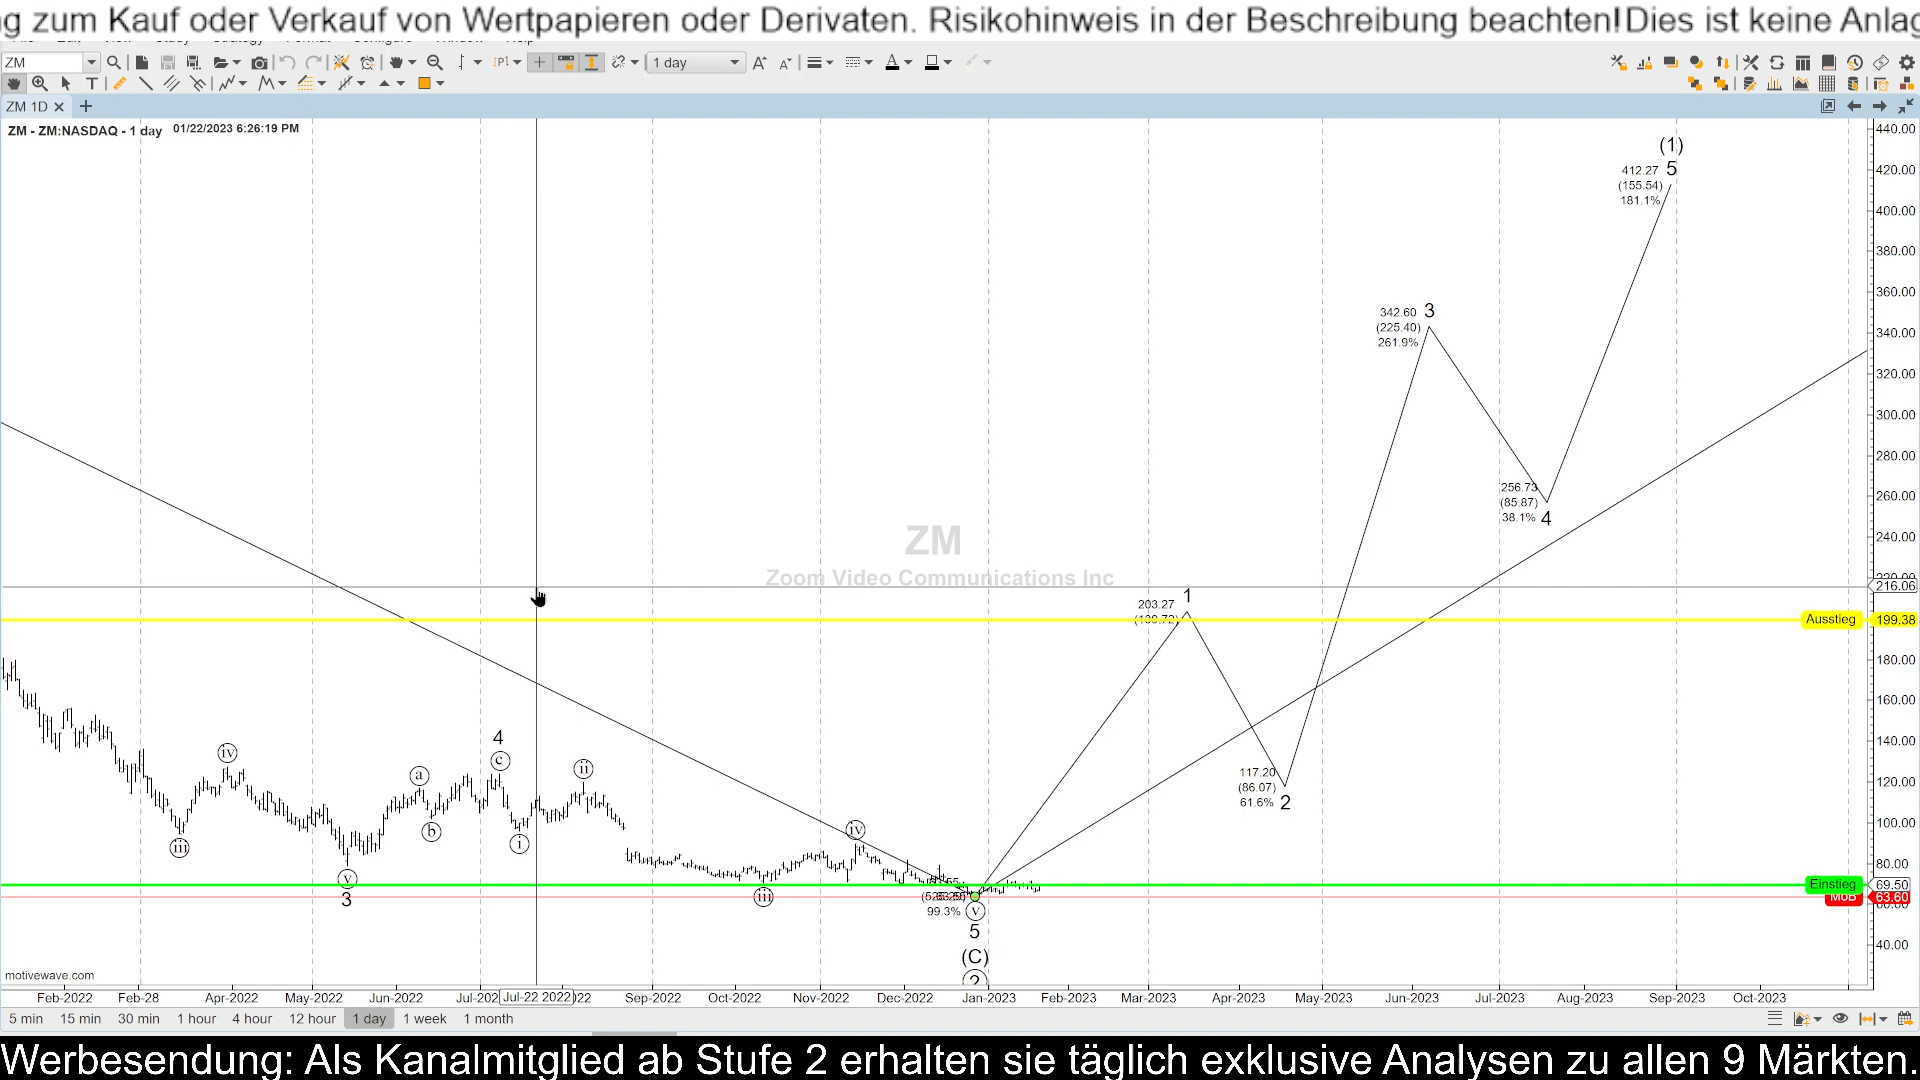 g zum Kauf oder Verkauf von Wertpapieren oder Derivaten. Risikohinweis in der Beschreibung beachten! Dies ist keine Anlag
ZM
1 day
ZM 1D
ZM - ZM:NASDAQ - 1 day 01/22/2023 6:26:19 PM
440.00
(1)
412.27 5
420.00
(155.54)
181.1%
400.00
380.00
360.00
342.60 3
340.00
(225.40)
261.9%
320.00
300.00
280.00
256.73
260.00
(85.87)
38.1% 4
240.00
ZM
Zoom Video Communications Inc
216.06
203.27 1
Ausstieg 199.38
180.00
160.00
140.00
4
iv
c
ii
a
120.00
117.20
(86.07)
61.6% 2
100.00
iv
b
i
iii
80.00
v
3
Einstieg 69.50
MoB 63.60
iii
99.3% v
5
40.00
(C)
2
motivewave.com
Feb-2022 Feb-28 Apr-2022 May-2022 Jun-2022 Jul-202 Jul-22 2022 22 Sep-2022 Oct-2022 Nov-2022 Dec-2022 Jan-2023 Feb-2023 Mar-2023 Apr-2023 May-2023 Jun-2023 Jul-2023 Aug-2023 Sep-2023 Oct-2023
5 min 15 min 30 min 1 hour 4 hour 12 hour 1 day 1 week 1 month
Werbesendung: Als Kanalmitglied ab Stufe 2 erhalten sie täglich exklusive Analysen zu allen 9 Märkten.